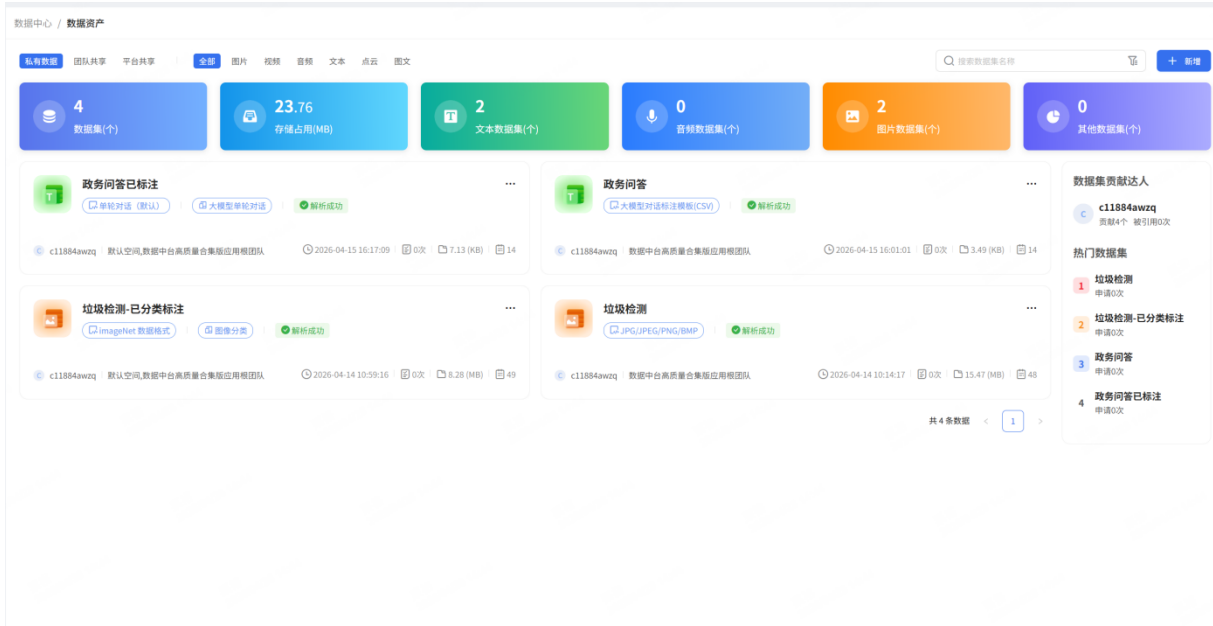 数据中心 / 数据资产
私有数据 团队共享 平台共享 全部 图片 视频 音频 文本 点云 图文 搜索数据集名称 + 新增
4
数据集(个)
23.76
存储占用(MB)
2
文本数据集(个)
0
音频数据集(个)
2
图片数据集(个)
0
其他数据集(个)
政务问答已标注
单轮对话（默认） 大模型单轮对话 解析成功
C c11884awzq 默认空间,数据中台高质量合集版应用根团队 2026-04-15 16:17:09 0次 7.13 (KB) 14
政务问答
大模型对话标注模板(CSV) 解析成功
C c11884awzq 数据中台高质量合集版应用根团队 2026-04-15 16:01:01 0次 3.49 (KB) 14
垃圾检测-已分类标注
imageNet 数据格式 图像分类 解析成功
C c11884awzq 默认空间,数据中台高质量合集版应用根团队 2026-04-14 10:59:16 0次 8.28 (MB) 49
垃圾检测
JPG/JPEG/PNG/BMP 解析成功
C c11884awzq 数据中台高质量合集版应用根团队 2026-04-14 10:14:17 0次 15.47 (MB) 48
共 4 条数据 < 1 >
数据集贡献达人
C c11884awzq
贡献4个 被引用0次
热门数据集
1 垃圾检测
申请0次
2 垃圾检测-已分类标注
申请0次
3 政务问答
申请0次
4 政务问答已标注
申请0次